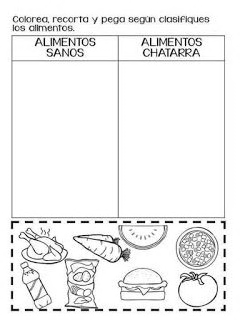 Colorea, recorta y pega según clasifiques
los alimentos.
ALIMENTOS SANOS
ALIMENTOS CHATARRA